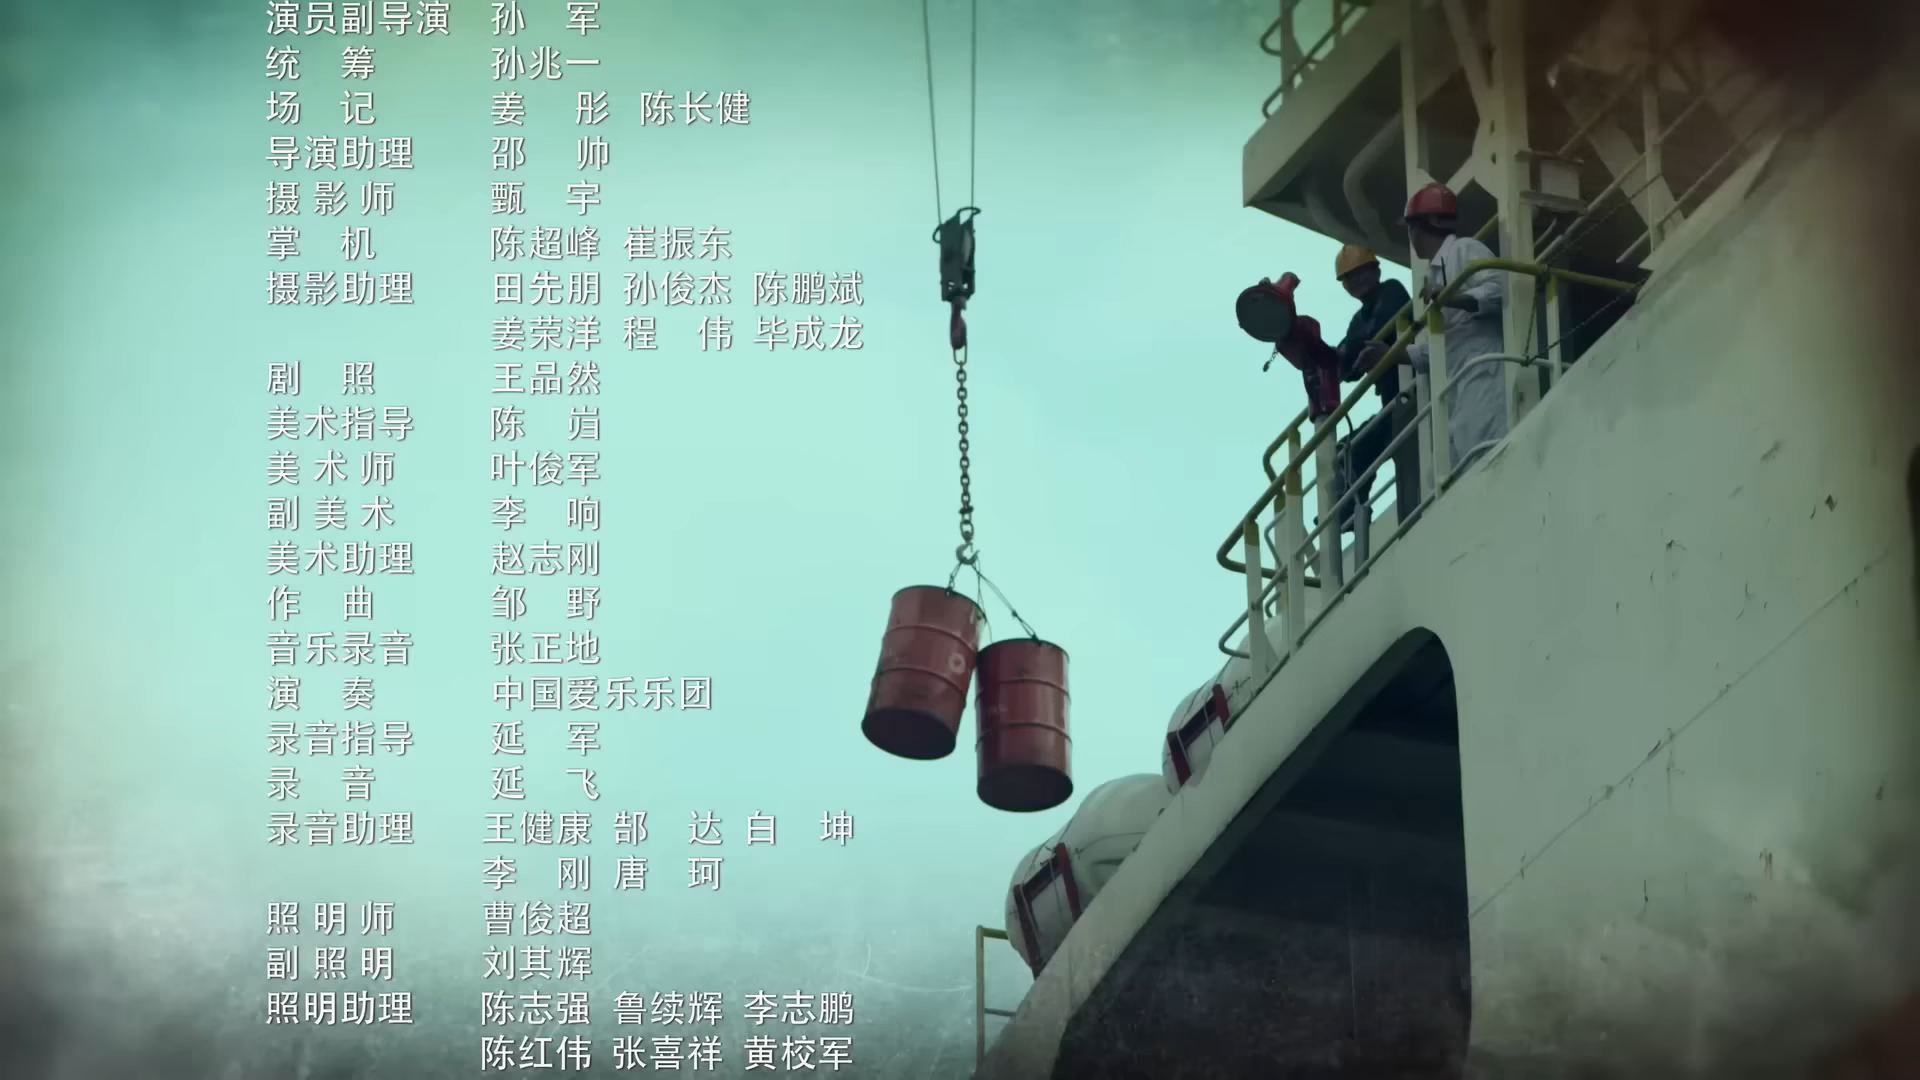 演员副导演 孙 军
统 筹 孙兆一
场 记 姜 彤 陈长健
导演助理 邵 帅
摄 影 师 甄 宇
掌 机 陈超峰 崔振东
摄影助理 田先朋 孙俊杰 陈鹏斌
姜荣洋 程 伟 毕成龙
剧 照 王品然
美术指导 陈 岿
美 术 师 叶俊军
副 美 术 李 响
美术助理 赵志刚
作 曲 邹 野
音乐录音 张正地
演 奏 中国爱乐乐团
录音指导 延 军
录 音 延 飞
录音助理 王健康 郜 达 白 坤
李 刚 唐 珂
照 明 师 曹俊超
副 照 明 刘其辉
照明助理 陈志强 鲁续辉 李志鹏
陈红伟 张喜祥 黄校军